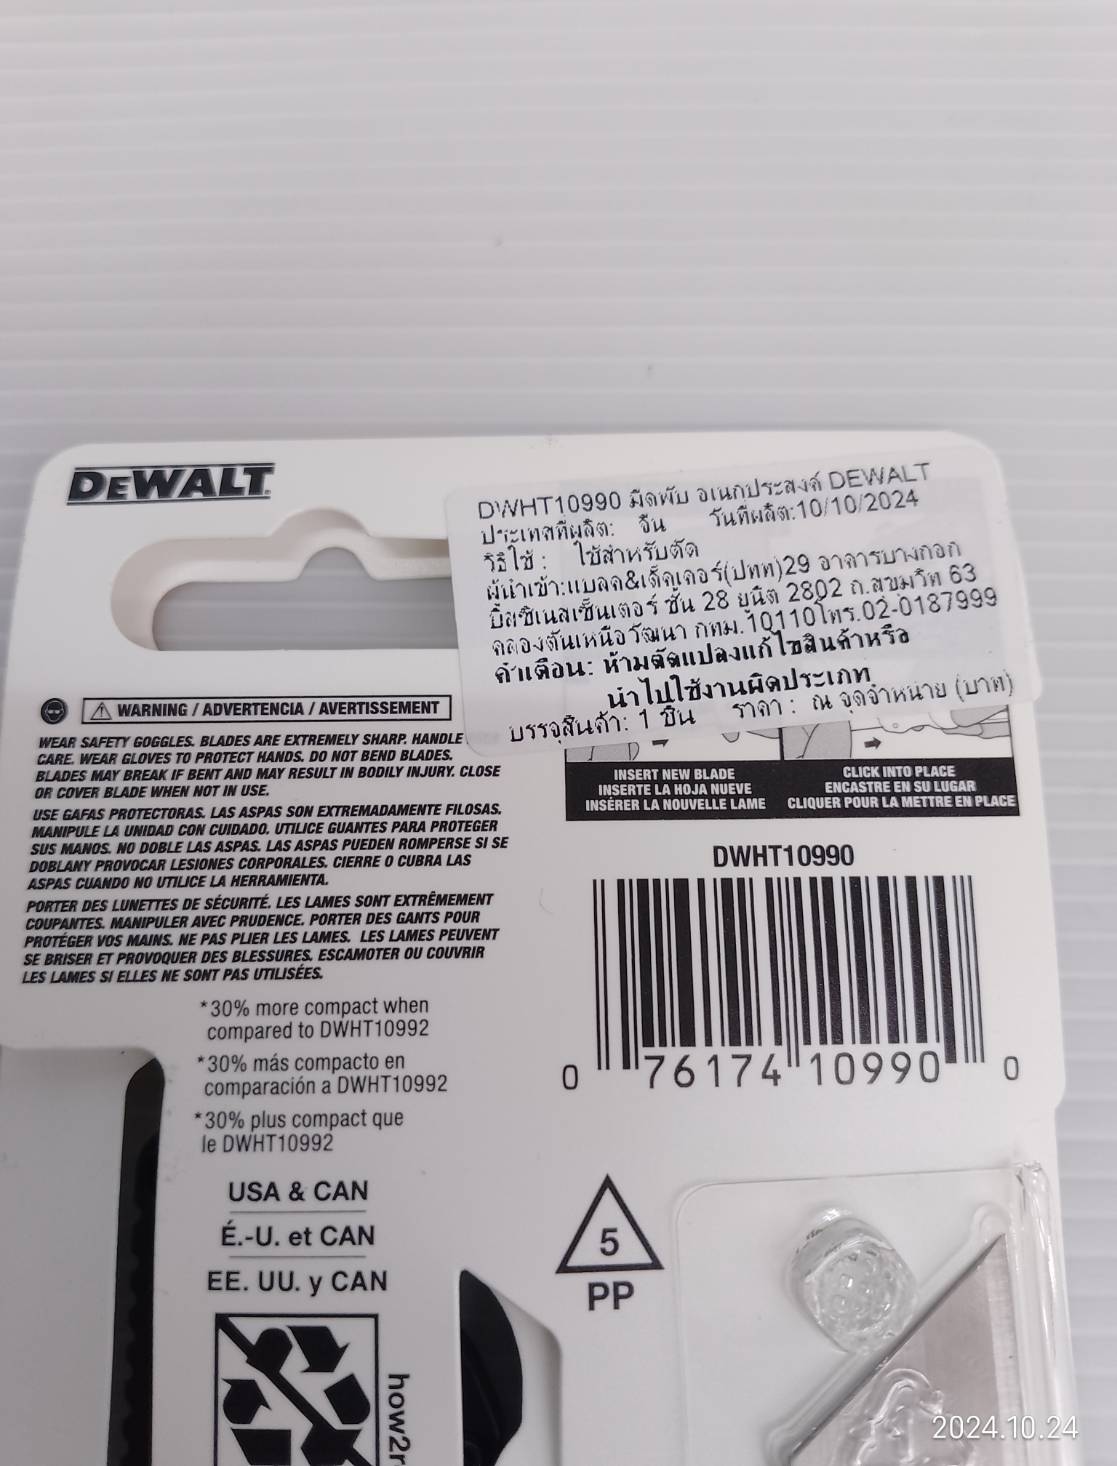 DEWALT
DWHT10990 มีดพับ อเนกประสงค์ DEWALT
ประเทศที่ผลิต: จีน วันที่ผลิต:10/10/2024
วิธีใช้ : ใช้สำหรับตัด
ผู้นำเข้า:แบลค&เด็คเคอร์(ปทท)29 อาคารบางกอก
บิสซิเนสเซ็นเตอร์ ชั้น 28 ยูนิต 2802 ถ.สุขุมวิท 63
คลองตันเหนือวัฒนา กทม.10110โทร.02-0187999
คำเตือน: ห้ามดัดแปลงแก้ไขสินค้าหรือ
นำไปใช้งานผิดประเภท
บรรจุสินค้า: 1 ชิ้น ราคา : ณ จุดจำหน่าย (บาท)
WARNING / ADVERTENCIA / AVERTISSEMENT
WEAR SAFETY GOGGLES. BLADES ARE EXTREMELY SHARP. HANDLE
CARE. WEAR GLOVES TO PROTECT HANDS. DO NOT BEND BLADES.
BLADES MAY BREAK IF BENT AND MAY RESULT IN BODILY INJURY. CLOSE
OR COVER BLADE WHEN NOT IN USE.
USE GAFAS PROTECTORAS. LAS ASPAS SON EXTREMADAMENTE FILOSAS.
MANIPULE LA UNIDAD CON CUIDADO. UTILICE GUANTES PARA PROTEGER
SUS MANOS. NO DOBLE LAS ASPAS. LAS ASPAS PUEDEN ROMPERSE SI SE
DOBLAN Y PROVOCAR LESIONES CORPORALES. CIERRE O CUBRA LAS
ASPAS CUANDO NO UTILICE LA HERRAMIENTA.
PORTER DES LUNETTES DE SÉCURITÉ. LES LAMES SONT EXTRÊMEMENT
COUPANTES. MANIPULER AVEC PRUDENCE. PORTER DES GANTS POUR
PROTÉGER VOS MAINS. NE PAS PLIER LES LAMES. LES LAMES PEUVENT
SE BRISER ET PROVOQUER DES BLESSURES. ESCAMOTER OU COUVRIR
LES LAMES SI ELLES NE SONT PAS UTILISÉES.
INSERT NEW BLADE
INSERTE LA HOJA NUEVE
INSÉRER LA NOUVELLE LAME
CLICK INTO PLACE
ENCASTRE EN SU LUGAR
CLIQUER POUR LA METTRE EN PLACE
DWHT10990
0 76174 10990 0
*30% more compact when
compared to DWHT10992
*30% más compacto en
comparación a DWHT10992
*30% plus compact que
le DWHT10992
USA & CAN
É.-U. et CAN
EE. UU. y CAN
5
PP
how2r
2024.10.24